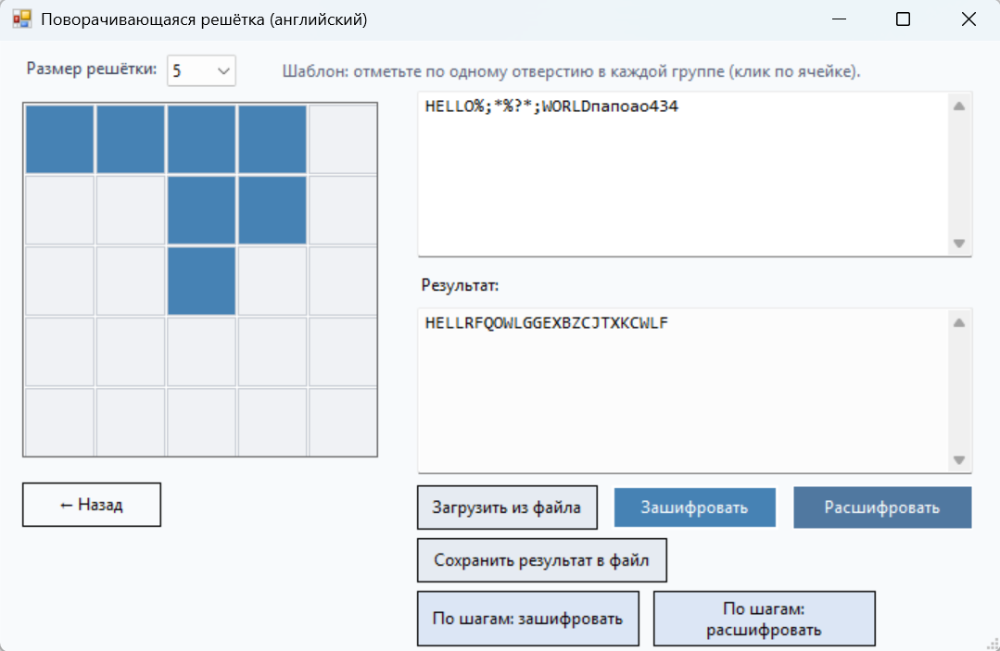 Поворачивающаяся решётка (английский)
Размер решётки: 5
Шаблон: отметьте по одному отверстию в каждой группе (клик по ячейке).
HELLO%;*%?*;WORLDпапоао434
Результат:
HELLRFQOWLGGEXBZCJTXKCWLF
← Назад
Загрузить из файла
Зашифровать
Расшифровать
Сохранить результат в файл
По шагам: зашифровать
По шагам:
расшифровать